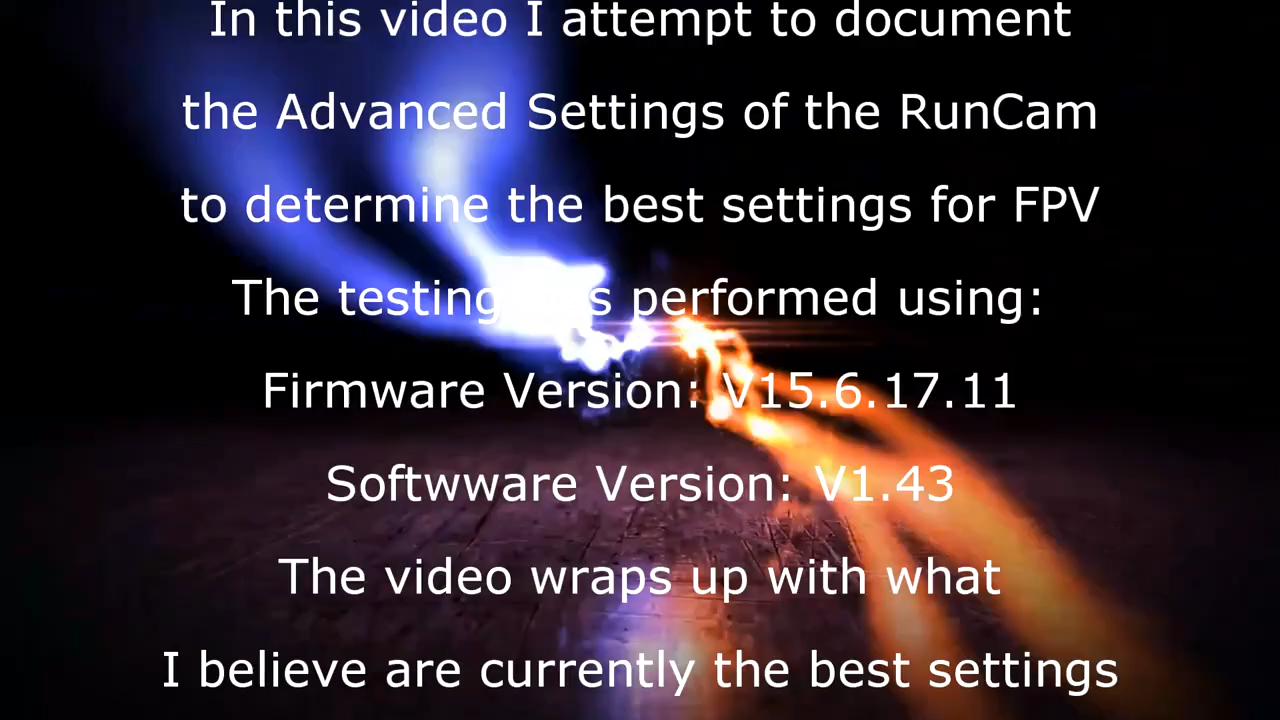 In this video I attempt to document
the Advanced Settings of the RunCam
to determine the best settings for FPV
The testing performed using:
Firmware Version: V15.6.17.11
Softwware Version: V1.43
The video wraps up with what
I believe are currently the best settings